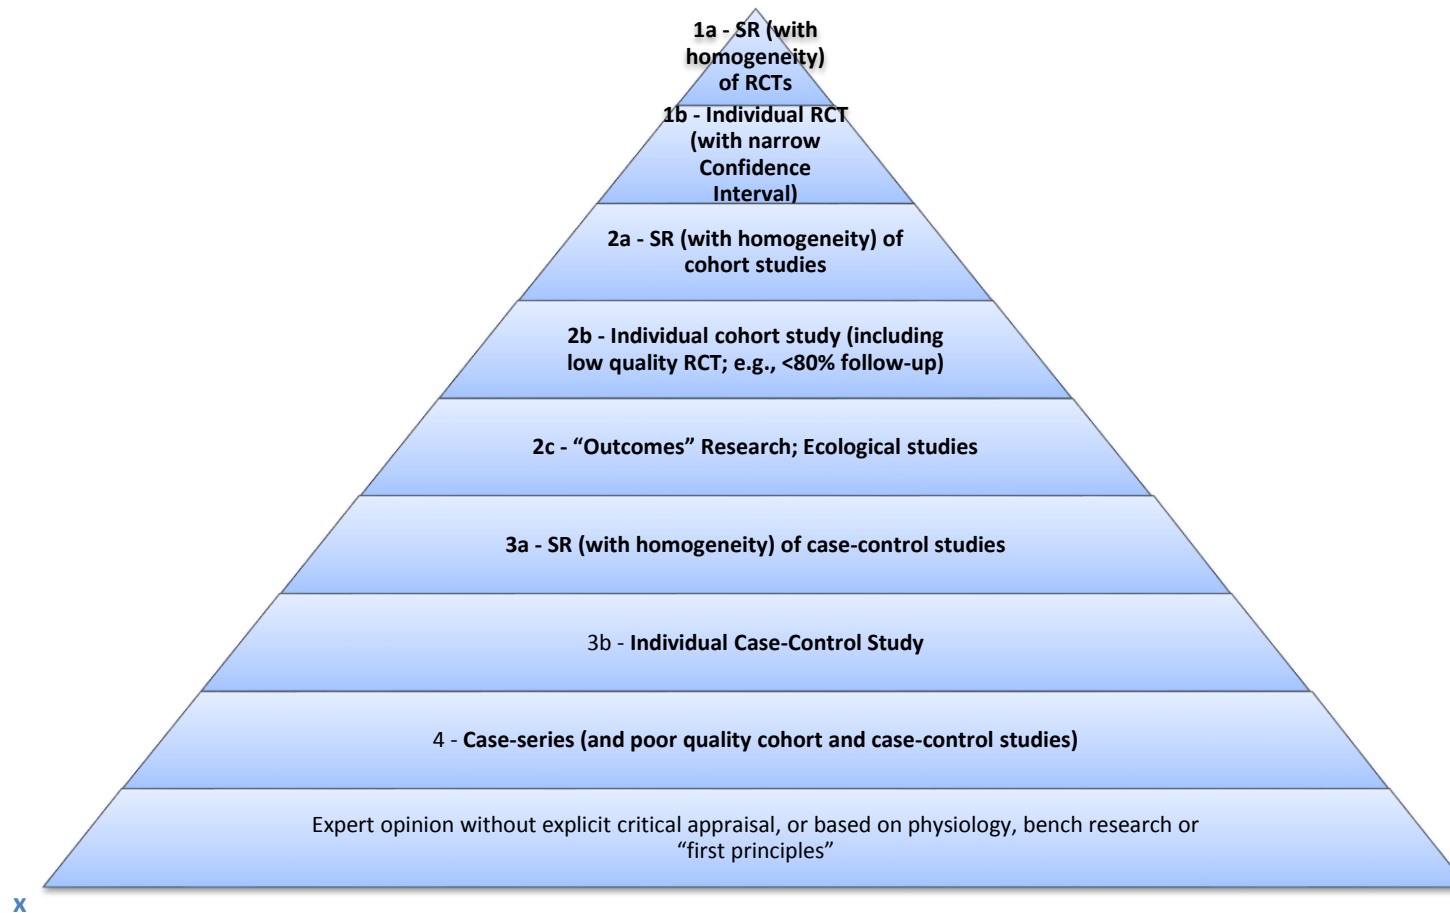 1a - SR (with
homogeneity)
of RCTs
1b - Individual RCT
(with narrow
Confidence
Interval)
2a - SR (with homogeneity) of
cohort studies
2b - Individual cohort study (including
low quality RCT; e.g., <80% follow-up)
2c - “Outcomes” Research; Ecological studies
3a - SR (with homogeneity) of case-control studies
3b - Individual Case-Control Study
4 - Case-series (and poor quality cohort and case-control studies)
Expert opinion without explicit critical appraisal, or based on physiology, bench research or
“first principles”
x